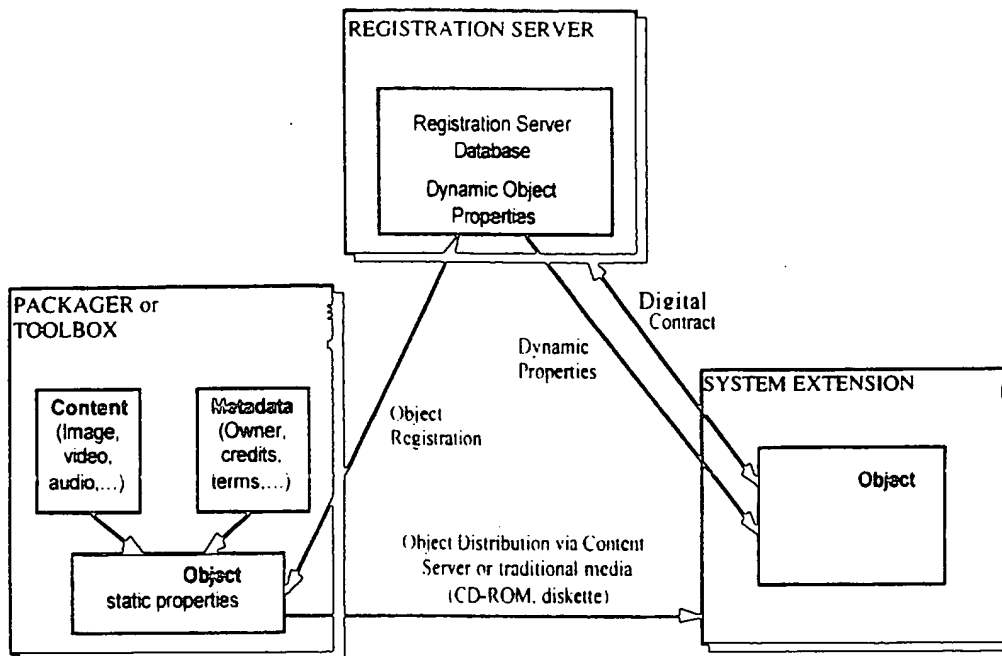 REGISTRATION SERVER
Registration Server
Database
Dynamic Object
Properties
PACKAGER or
TOOLBOX
Content
(Image,
video,
audio,...)
Metadada
(Owner,
credits,
terms,...)
Object
static properties
Object
Registration
Dynamic
Properties
Digital
Contract
SYSTEM EXTENSION
Object
Object Distribution via Content
Server or traditional media
(CD-ROM, diskette)